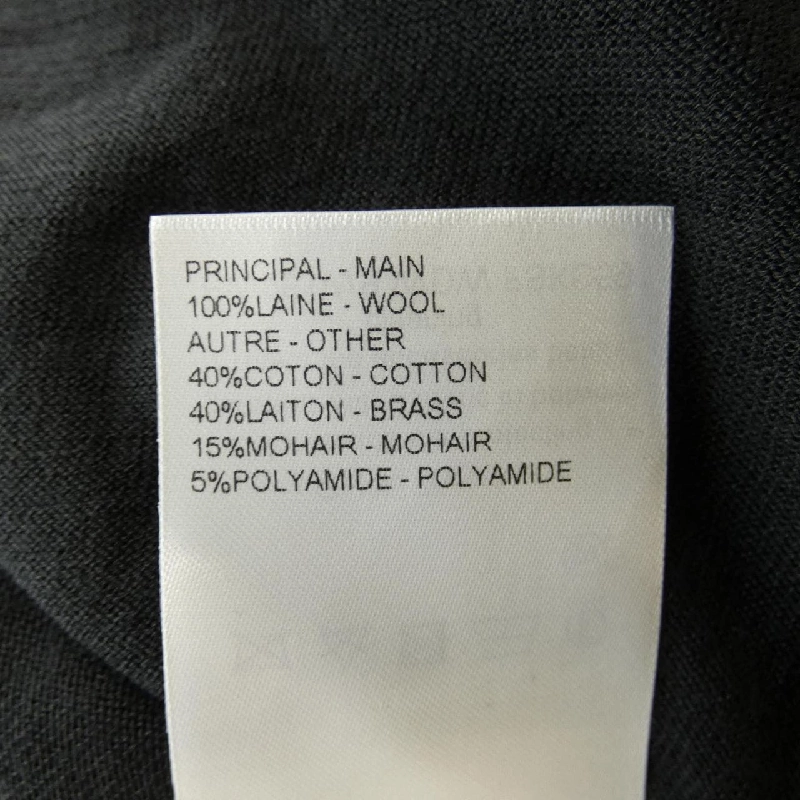 PRINCIPAL - MAIN
100%LAINE - WOOL
AUTRE - OTHER
40%COTON - COTTON
40%LAITON - BRASS
15%MOHAIR - MOHAIR
5%POLYAMIDE - POLYAMIDE